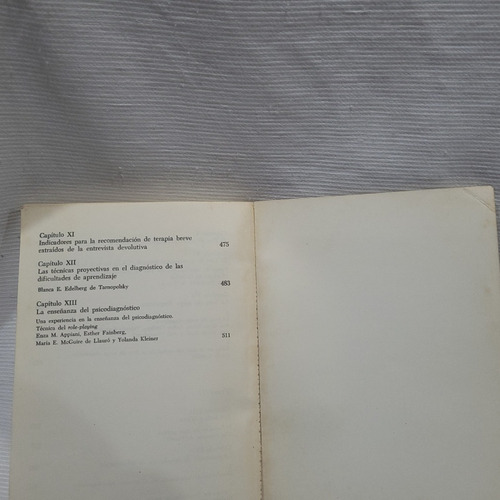 Capítulo XI
Indicadores para la recomendación de terapia breve
extraídos de la entrevista devolutiva 475
Capítulo XII
Las técnicas proyectivas en el diagnóstico de las
dificultades de aprendizaje
Blanca E. Edelberg de Tarnopolsky 483
Capítulo XIII
La enseñanza del psicodiagnóstico
Una experiencia en la enseñanza del psicodiagnóstico.
Técnica del role-playing
Enza M. Appiani, Esther Fainberg,
María E. McGuire de Llauró y Yolanda Kleiner 511